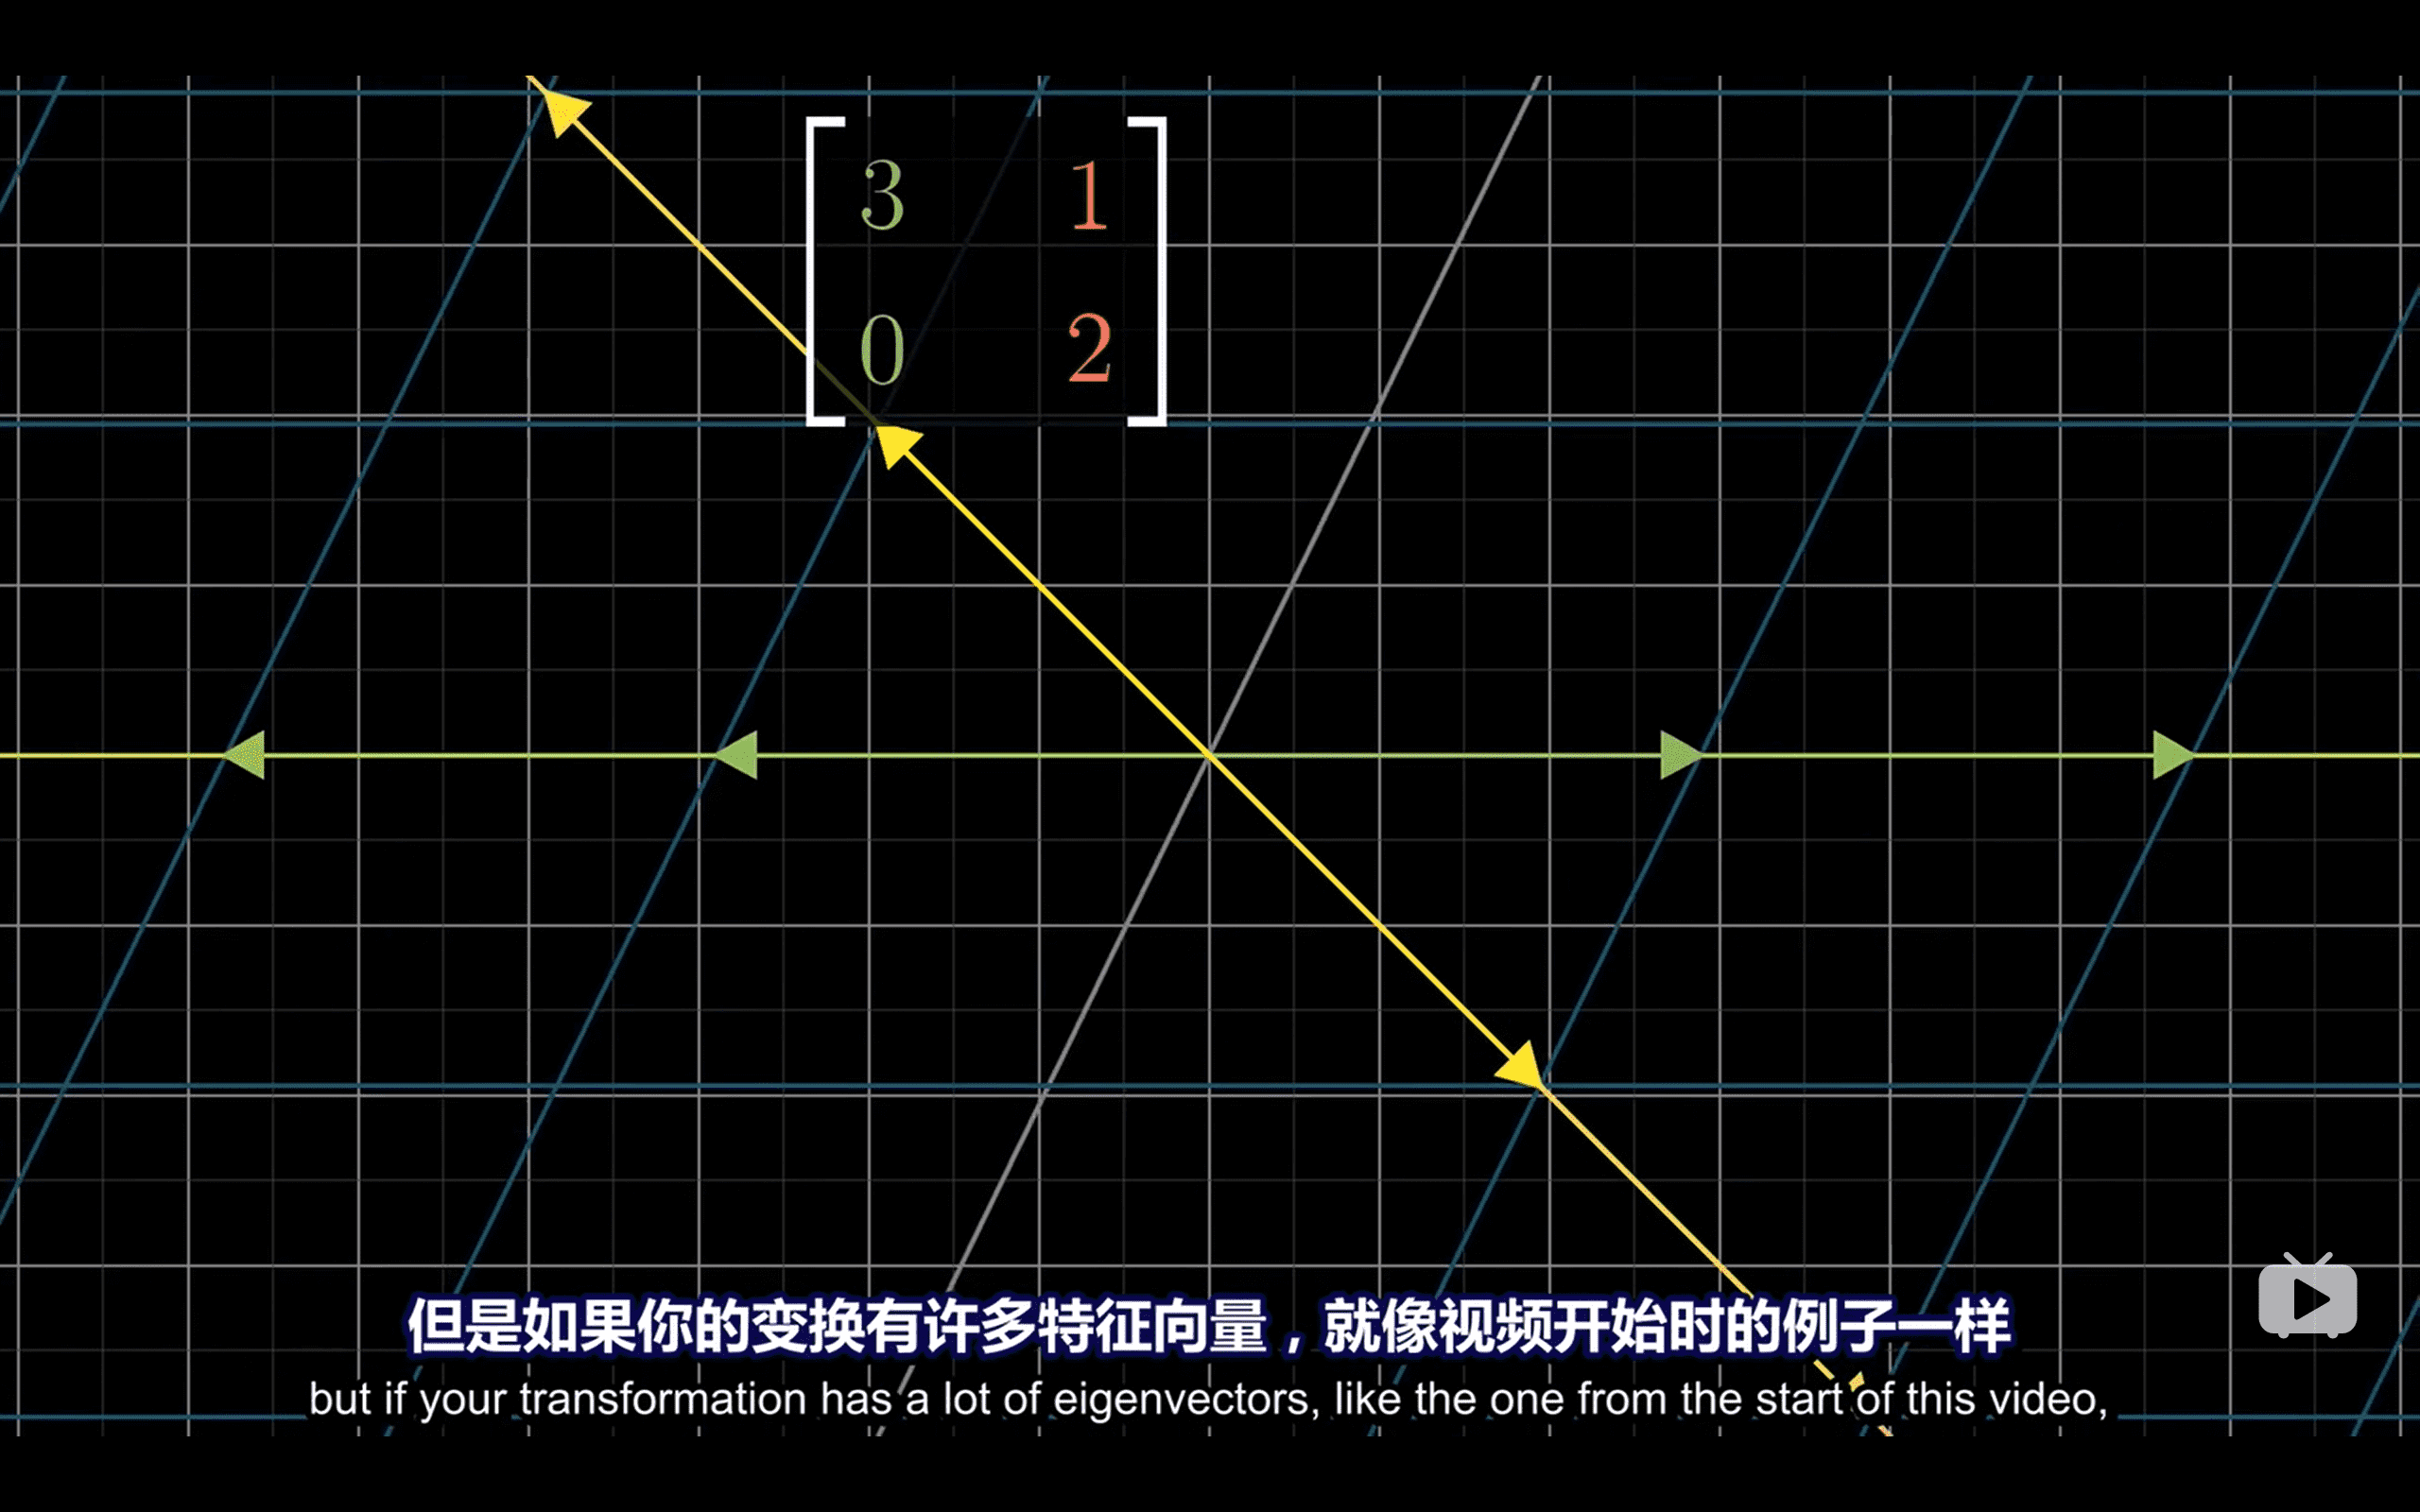 3 1
0 2
但是如果你的变换有许多特征向量，就像视频开始时的例子一样
but if your transformation has a lot of eigenvectors, like the one from the start of this video,